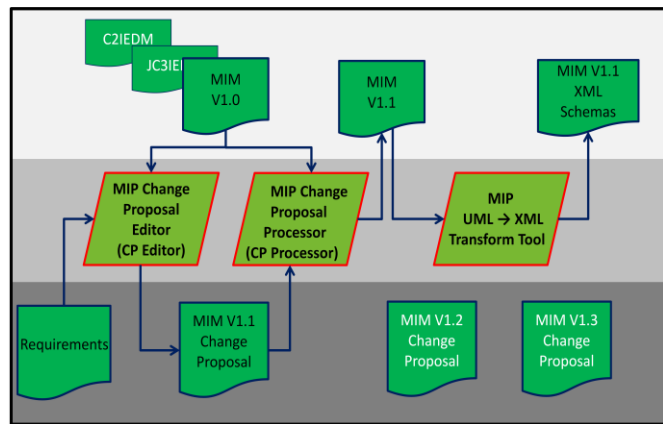 C2IEDM
JC3IE
MIM
V1.0
MIM
V1.1
MIM V1.1
XML
Schemas
MIP Change
Proposal
Editor
(CP Editor)
MIP Change
Proposal
Processor
(CP Processor)
MIP
UML → XML
Transform Tool
Requirements
MIM V1.1
Change
Proposal
MIM V1.2
Change
Proposal
MIM V1.3
Change
Proposal